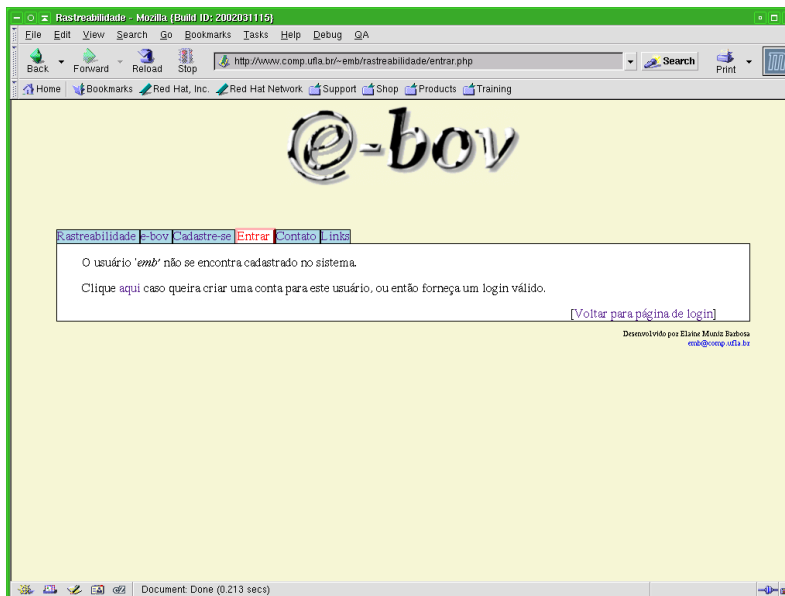 Rastreabilidade - Mozilla {Build ID: 2002031115}
File Edit View Search Go Bookmarks Tasks Help Debug QA
Back Forward Reload Stop http://www.comp.ufla.br/~emb/rastreabilidade/entrar.php Search Print
Home Bookmarks Red Hat, Inc. Red Hat Network Support Shop Products Training
e-bov
Rastreabilidade e-bov Cadastre-se Entrar Contato Links
O usuário 'emb' não se encontra cadastrado no sistema.
Clique aqui caso queira criar uma conta para este usuário, ou então forneça um login válido.
[Voltar para página de login]
Desenvolvido por Elaine Muniz Barbosa
emb@comp.ufla.br
Document: Done (0.213 secs)